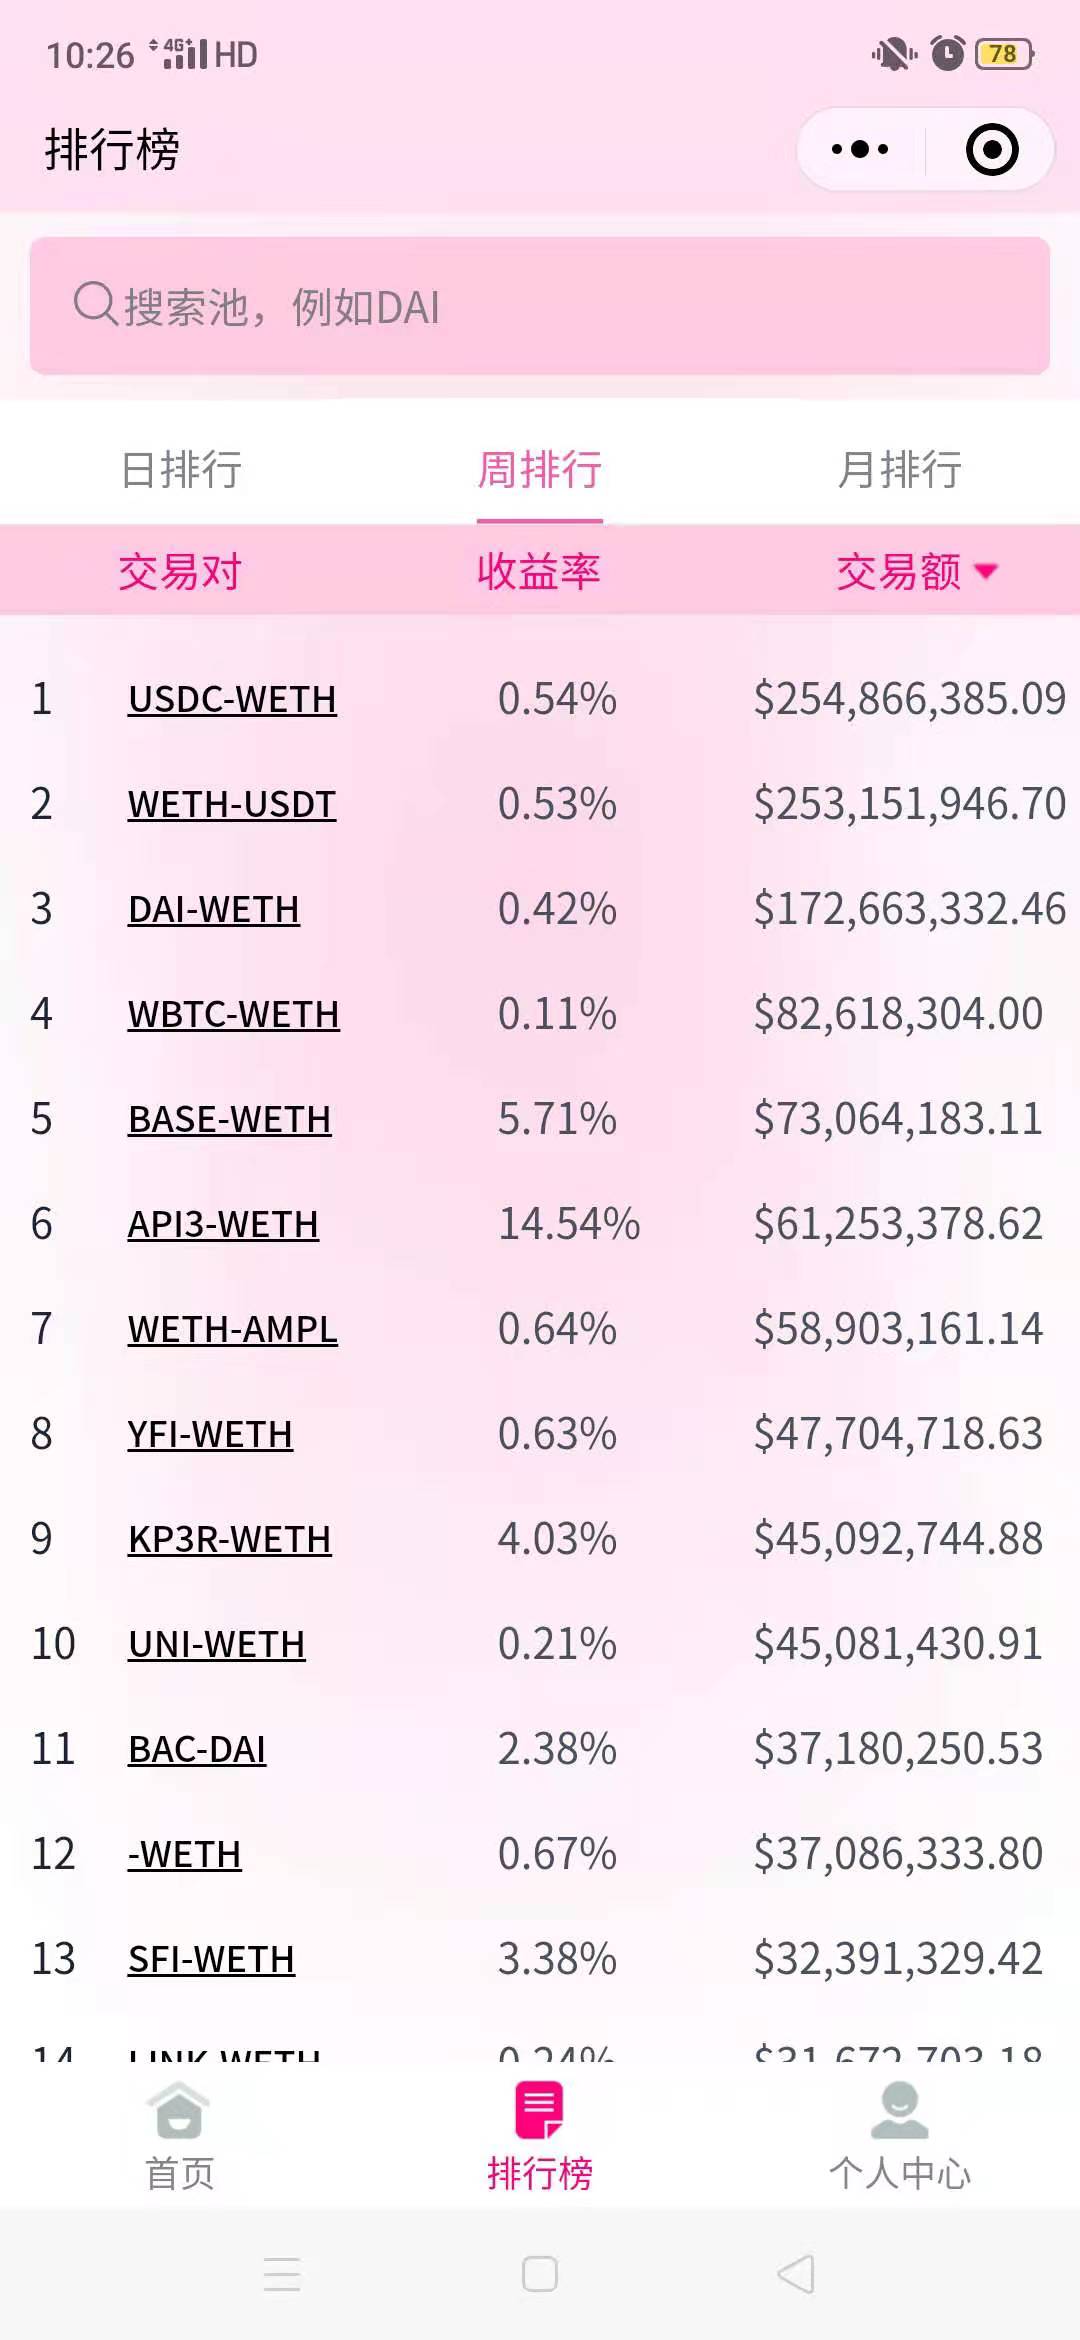 10:26 4G+ HD 78
排行榜
搜索池，例如DAI
日排行 周排行 月排行
交易对 收益率 交易额
1 USDC-WETH 0.54% $254,866,385.09
2 WETH-USDT 0.53% $253,151,946.70
3 DAI-WETH 0.42% $172,663,332.46
4 WBTC-WETH 0.11% $82,618,304.00
5 BASE-WETH 5.71% $73,064,183.11
6 API3-WETH 14.54% $61,253,378.62
7 WETH-AMPL 0.64% $58,903,161.14
8 YFI-WETH 0.63% $47,704,718.63
9 KP3R-WETH 4.03% $45,092,744.88
10 UNI-WETH 0.21% $45,081,430.91
11 BAC-DAI 2.38% $37,180,250.53
12 -WETH 0.67% $37,086,333.80
13 SFI-WETH 3.38% $32,391,329.42
14 LINK-WETH 0.24% $31,672,703.18
首页 排行榜 个人中心